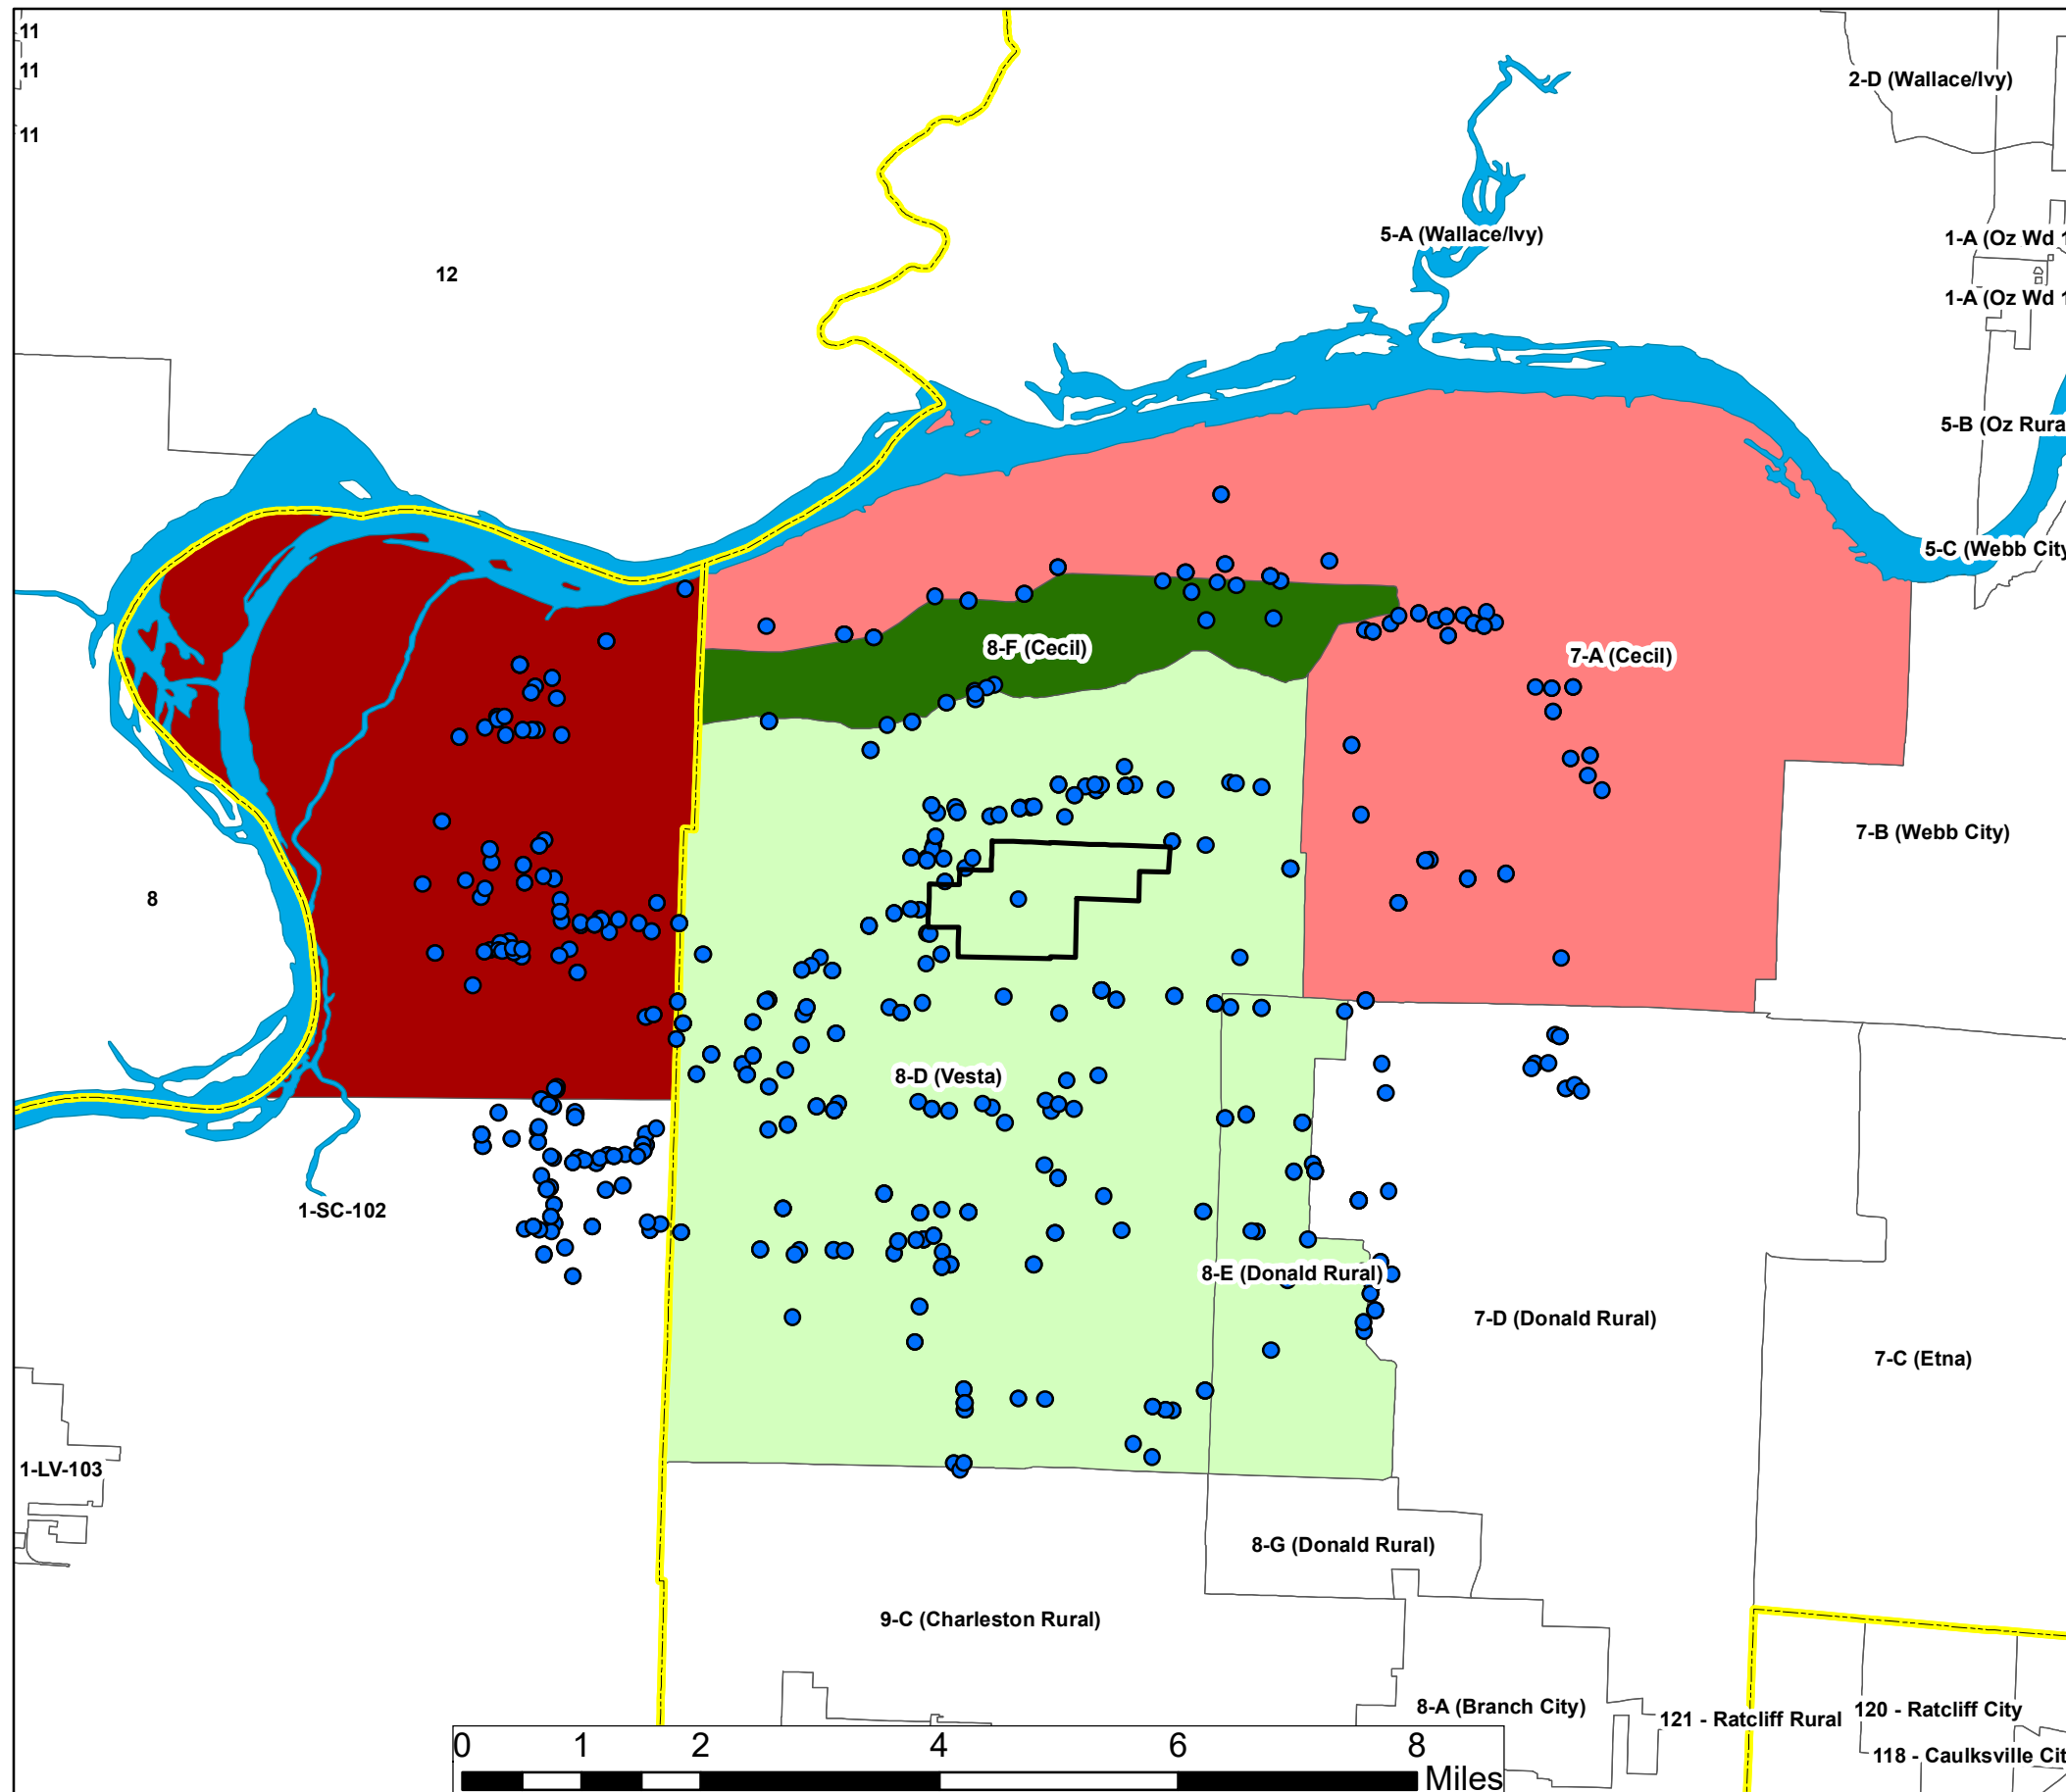 11
11
2-D (Wallace/Ivy)
11
5-A (Wallace/Ivy)
1-A (Oz Wd 1
12
1-A (Oz Wd 1
5-B (Oz Rura
5-C (Webb City
8-F (Cecil)
7-A (Cecil)
7-B (Webb City)
8
8-D (Vesta)
1-SC-102
8-E (Donald Rural)
7-D (Donald Rural)
7-C (Etna)
1-LV-103
8-G (Donald Rural)
9-C (Charleston Rural)
8-A (Branch City)
120 - Ratcliff City
121 - Ratcliff Rural
0 1 2 4 6 8
118 - Caulksville Cit
Miles